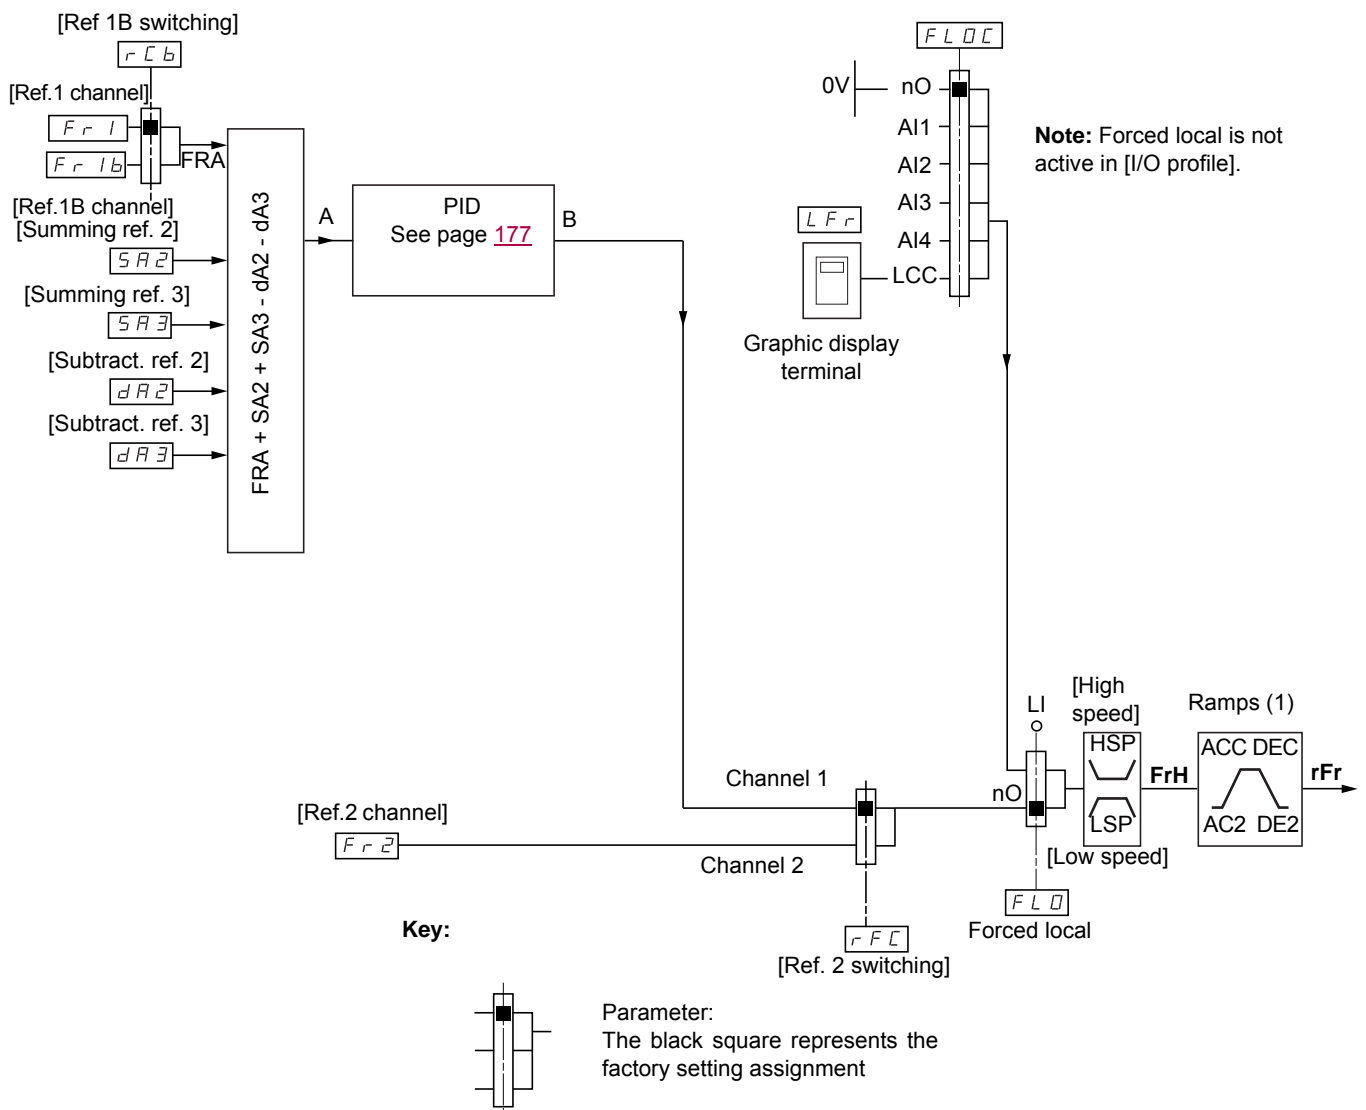 [Ref 1B switching]
rCb
[Ref.1 channel]
Fr1
Fr1b
FRA
[Ref.1B channel]
[Summing ref. 2]
SA2
[Summing ref. 3]
SA3
[Subtract. ref. 2]
dA2
[Subtract. ref. 3]
dA3
FRA + SA2 + SA3 - dA2 - dA3
A
PID
See page 177
B
FLOC
0V
nO
AI1
AI2
AI3
AI4
LCC
LFr
Graphic display
terminal
Note: Forced local is not
active in [I/O profile].
Channel 1
[Ref.2 channel]
Fr2
Channel 2
rFC
[Ref. 2 switching]
LI
nO
FLO
Forced local
[High
speed]
HSP
LSP
[Low speed]
FrH
Ramps (1)
ACC DEC
AC2 DE2
rFr
Key:
Parameter:
The black square represents the
factory setting assignment